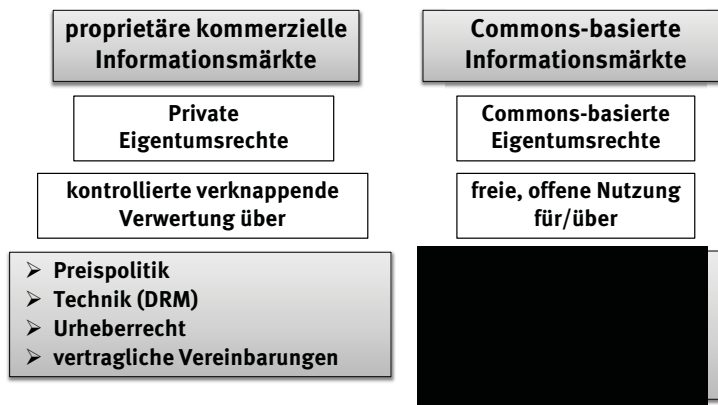 proprietäre kommerzielle
Informationsmärkte
Private
Eigentumsrechte
kontrollierte verknappende
Verwertung über
➢ Preispolitik
➢ Technik (DRM)
➢ Urheberrecht
➢ vertragliche Vereinbarungen
Commons-basierte
Informationsmärkte
Commons-basierte
Eigentumsrechte
freie, offene Nutzung
für/über